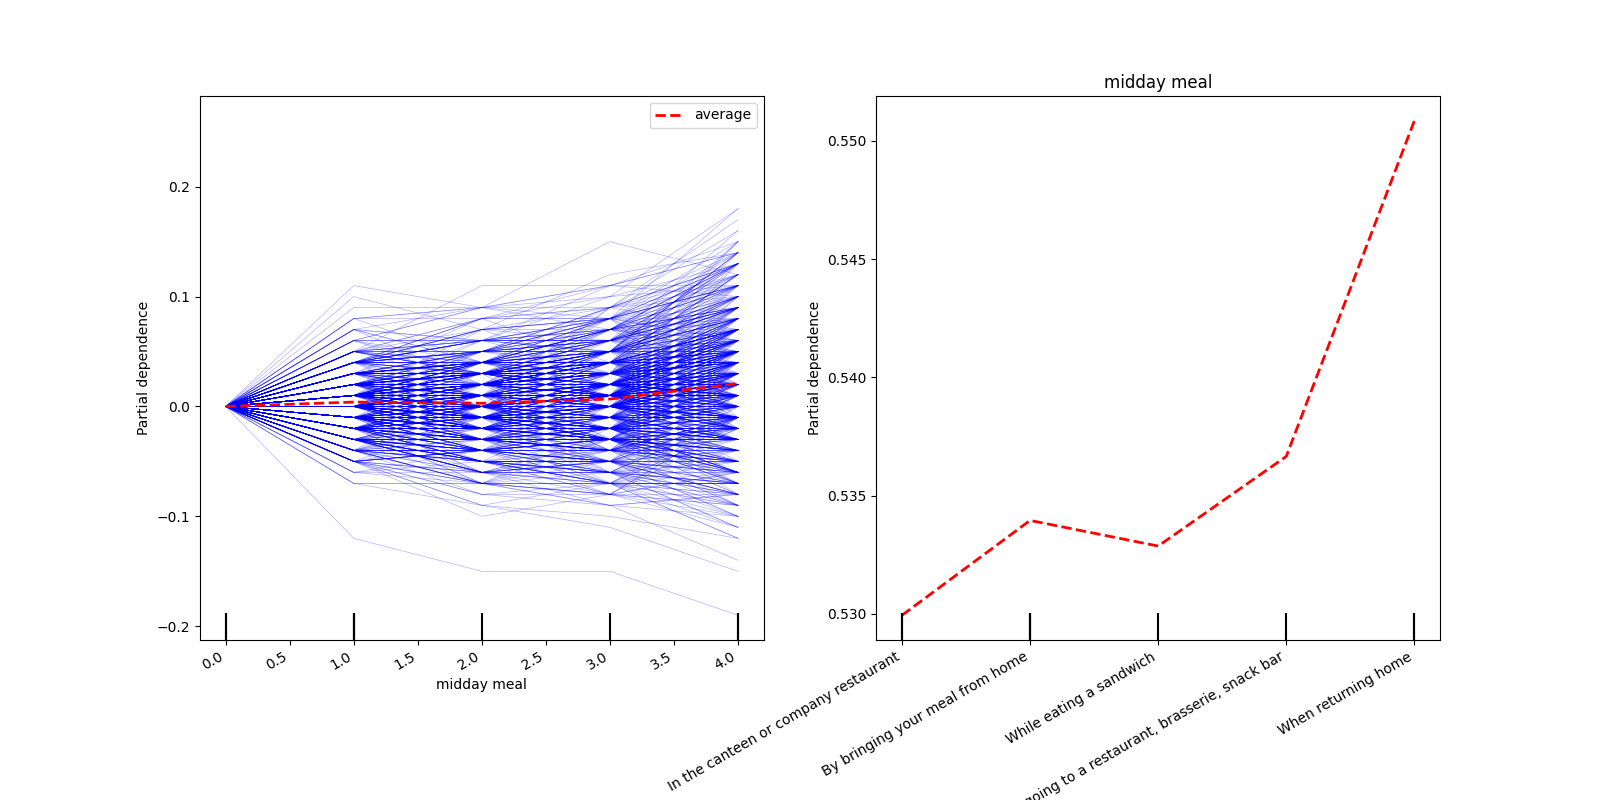 average
0.2
0.1
0.0
−0.1
−0.2
Partial dependence
0.0
0.5
1.0
1.5
2.0
2.5
3.0
3.5
4.0
midday meal
midday meal
0.550
0.545
0.540
0.535
0.530
Partial dependence
In the canteen or company restaurant
By bringing your meal from home
While eating a sandwich
going to a restaurant, brasserie, snack bar
When returning home